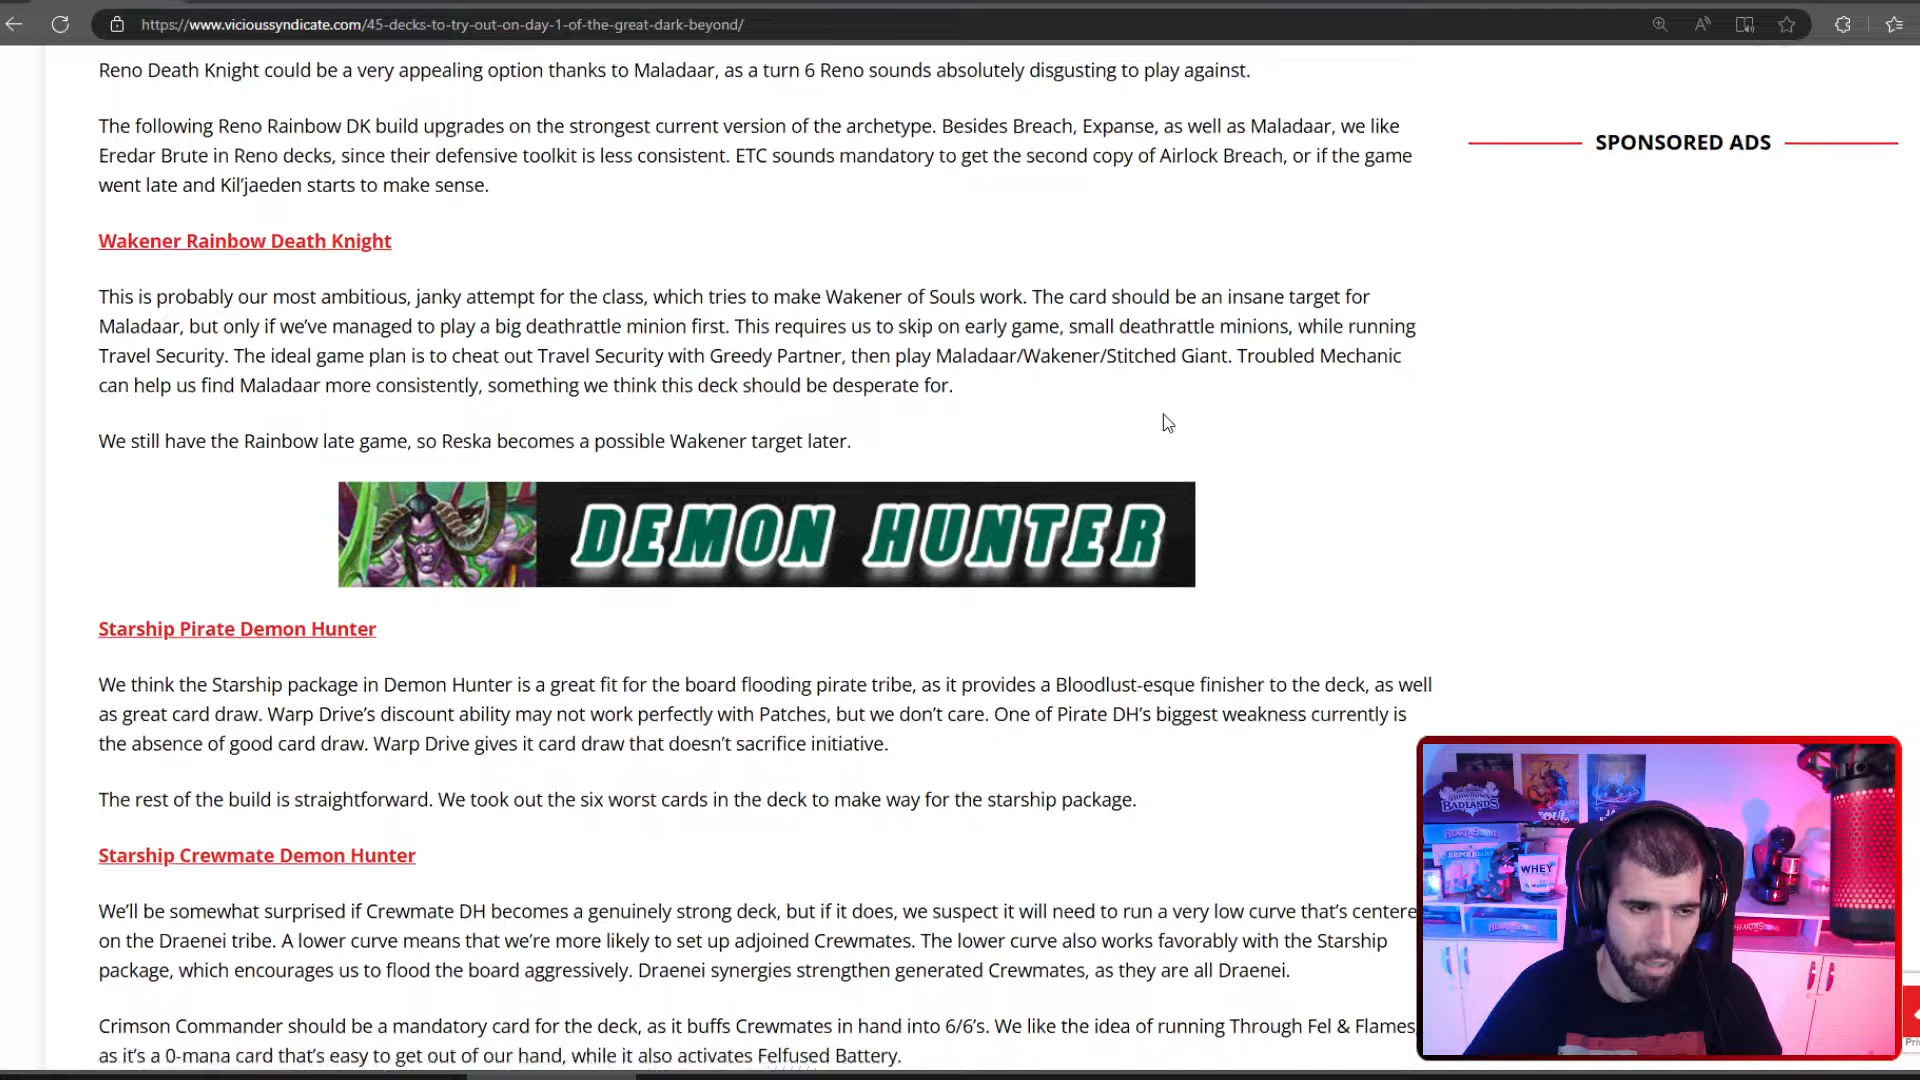 https://www.vicioussyndicate.com/45-decks-to-try-out-on-day-1-of-the-great-dark-beyond/
Reno Death Knight could be a very appealing option thanks to Maladaar, as a turn 6 Reno sounds absolutely disgusting to play against.
The following Reno Rainbow DK build upgrades on the strongest current version of the archetype. Besides Breach, Expanse, as well as Maladaar, we like
Eredar Brute in Reno decks, since their defensive toolkit is less consistent. ETC sounds mandatory to get the second copy of Airlock Breach, or if the game
went late and Kil’jaeden starts to make sense.
SPONSORED ADS
Wakener Rainbow Death Knight
This is probably our most ambitious, janky attempt for the class, which tries to make Wakener of Souls work. The card should be an insane target for
Maladaar, but only if we’ve managed to play a big deathrattle minion first. This requires us to skip on early game, small deathrattle minions, while running
Travel Security. The ideal game plan is to cheat out Travel Security with Greedy Partner, then play Maladaar/Wakener/Stitched Giant. Troubled Mechanic
can help us find Maladaar more consistently, something we think this deck should be desperate for.
We still have the Rainbow late game, so Reska becomes a possible Wakener target later.
DEMON HUNTER
Starship Pirate Demon Hunter
We think the Starship package in Demon Hunter is a great fit for the board flooding pirate tribe, as it provides a Bloodlust-esque finisher to the deck, as well
as great card draw. Warp Drive’s discount ability may not work perfectly with Patches, but we don’t care. One of Pirate DH’s biggest weakness currently is
the absence of good card draw. Warp Drive gives it card draw that doesn’t sacrifice initiative.
The rest of the build is straightforward. We took out the six worst cards in the deck to make way for the starship package.
Starship Crewmate Demon Hunter
We’ll be somewhat surprised if Crewmate DH becomes a genuinely strong deck, but if it does, we suspect it will need to run a very low curve that’s centere
on the Draenei tribe. A lower curve means that we’re more likely to set up adjoined Crewmates. The lower curve also works favorably with the Starship
package, which encourages us to flood the board aggressively. Draenei synergies strengthen generated Crewmates, as they are all Draenei.
Crimson Commander should be a mandatory card for the deck, as it buffs Crewmates in hand into 6/6’s. We like the idea of running Through Fel & Flames,
as it’s a 0-mana card that’s easy to get out of our hand, while it also activates Felfused Battery.
BADLANDS
WHEY
HEARTHSTONE